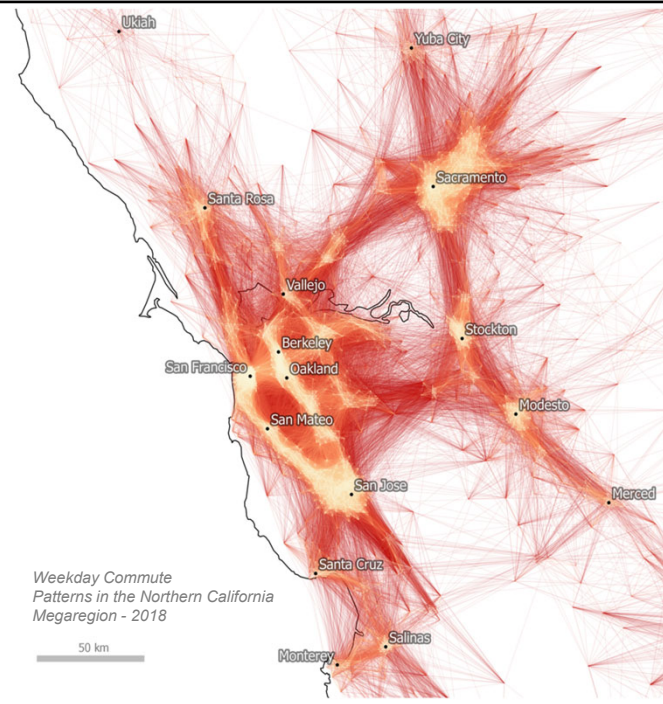 Ukiah
Yuba City
Sacramento
Santa Rosa
Vallejo
Stockton
Berkeley
San Francisco
Oakland
Modesto
San Mateo
San Jose
Merced
Santa Cruz
Weekday Commute
Patterns in the Northern California
Megaregion - 2018
Salinas
50 km
Monterey